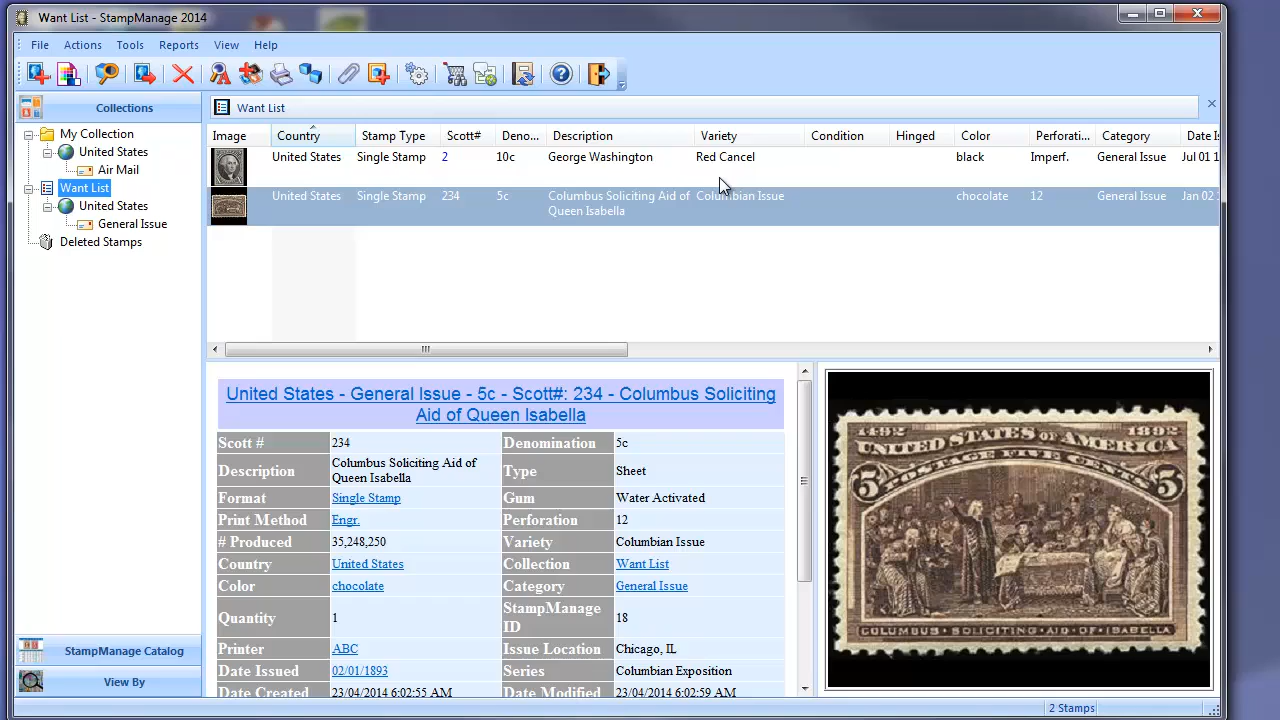 Want List - StampManage 2014
File Actions Tools Reports View Help
Collections
Want List
My Collection
United States
Air Mail
Want List
United States
General Issue
Deleted Stamps
Image Country Stamp Type Scott# Deno... Description Variety Condition Hinged Color Perforati... Category Date Is
United States Single Stamp 2 10c George Washington Red Cancel black Imperf. General Issue Jul 01 1
United States Single Stamp 234 5c Columbus Soliciting Aid of Columbian Issue chocolate 12 General Issue Jan 02
Queen Isabella
United States - General Issue - 5c - Scott#: 234 - Columbus Soliciting
Aid of Queen Isabella
Scott # 234 Denomination 5c
Description Columbus Soliciting Aid of Queen Isabella Type Sheet
Format Single Stamp Gum Water Activated
Print Method Engr. Perforation 12
# Produced 35,248,250 Variety Columbian Issue
Country United States Collection Want List
Color chocolate Category General Issue
Quantity 1 StampManage ID 18
Printer ABC Issue Location Chicago, IL
Date Issued 02/01/1893 Series Columbian Exposition
Date Created 23/04/2014 6:02:55 AM Date Modified 23/04/2014 6:02:59 AM
1492 1892
UNITED STATES OF AMERICA
POSTAGE FIVE CENTS
5 5
COLUMBUS · SOLICITING · AID · OF · ISABELLA
StampManage Catalog
View By
2 Stamps